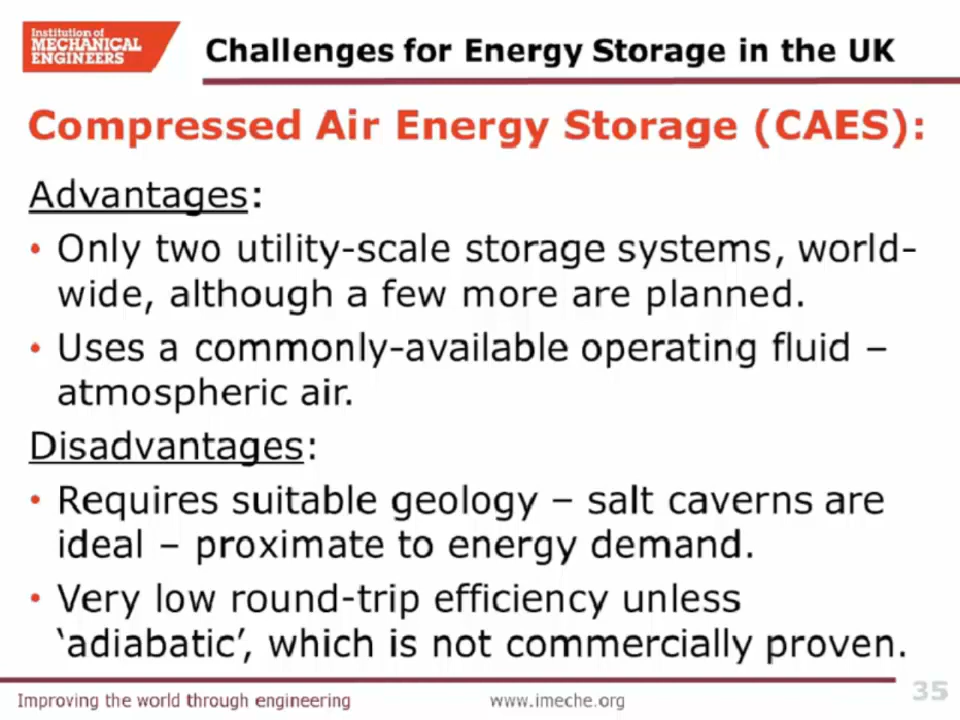 Institution of
MECHANICAL
ENGINEERS
Challenges for Energy Storage in the UK
Compressed Air Energy Storage (CAES):
Advantages:
• Only two utility-scale storage systems, world-
wide, although a few more are planned.
• Uses a commonly-available operating fluid –
atmospheric air.
Disadvantages:
• Requires suitable geology – salt caverns are
ideal – proximate to energy demand.
• Very low round-trip efficiency unless
‘adiabatic’, which is not commercially proven.
Improving the world through engineering
www.imeche.org
35